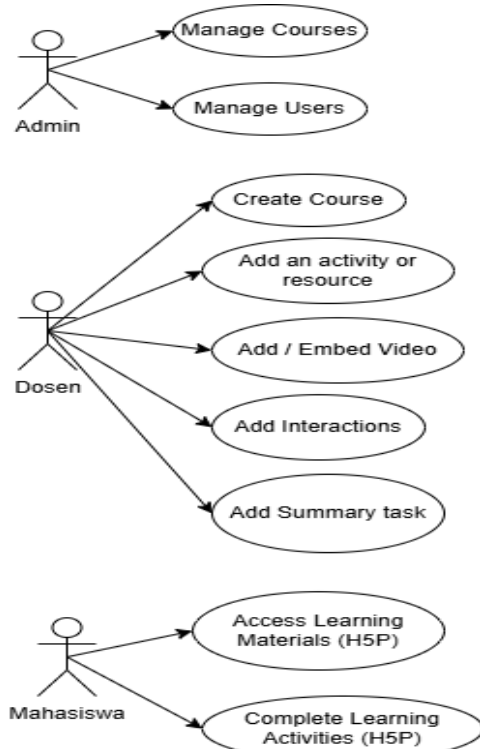 Manage Courses
Manage Users
Admin
Create Course
Add an activity or
resource
Add / Embed Video
Dosen
Add Interactions
Add Summary task
Access Learning
Materials (H5P)
Mahasiswa
Complete Learning
Activities (H5P)